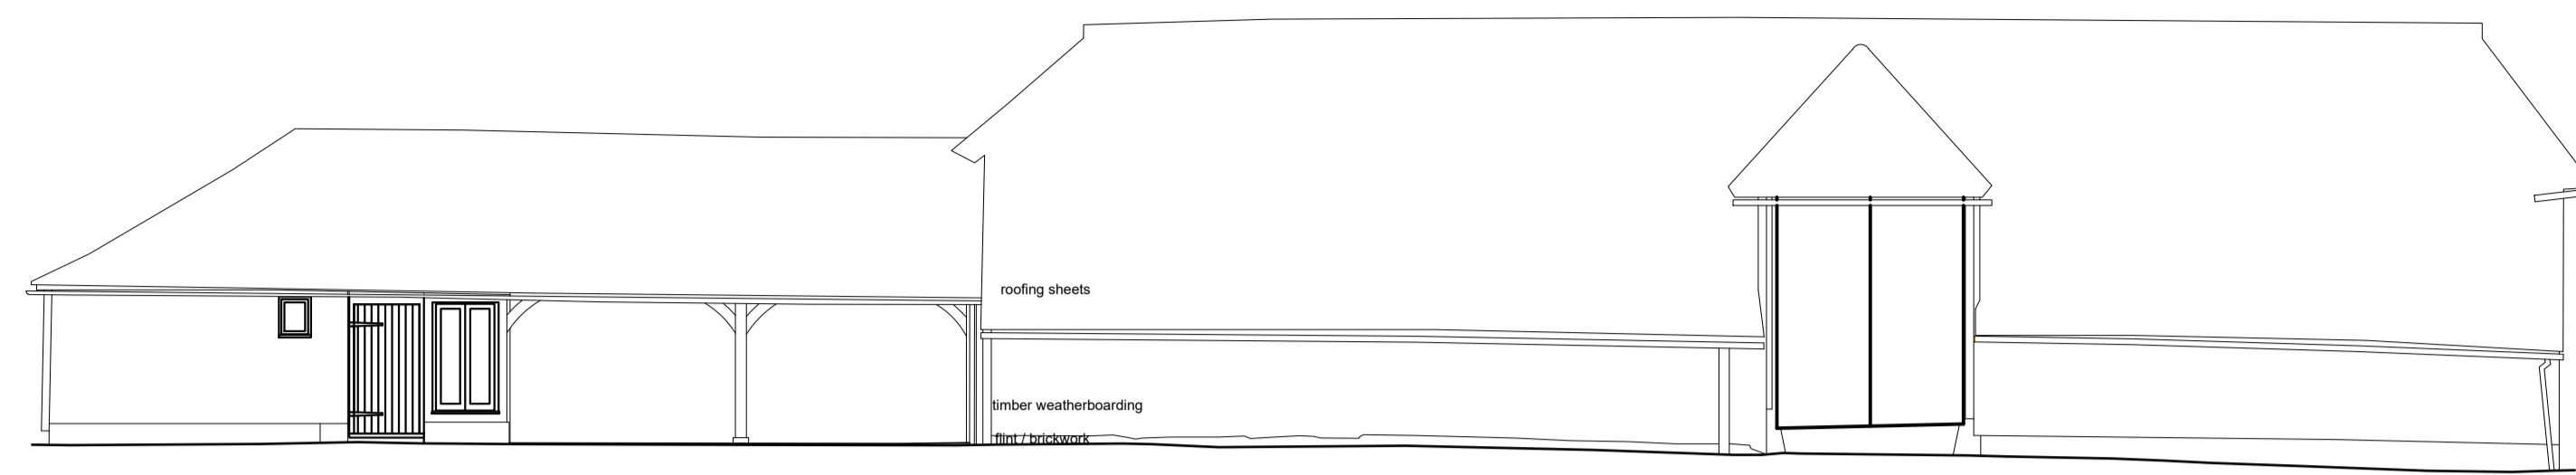 roofing sheets
timber weatherboarding
flint / brickwork